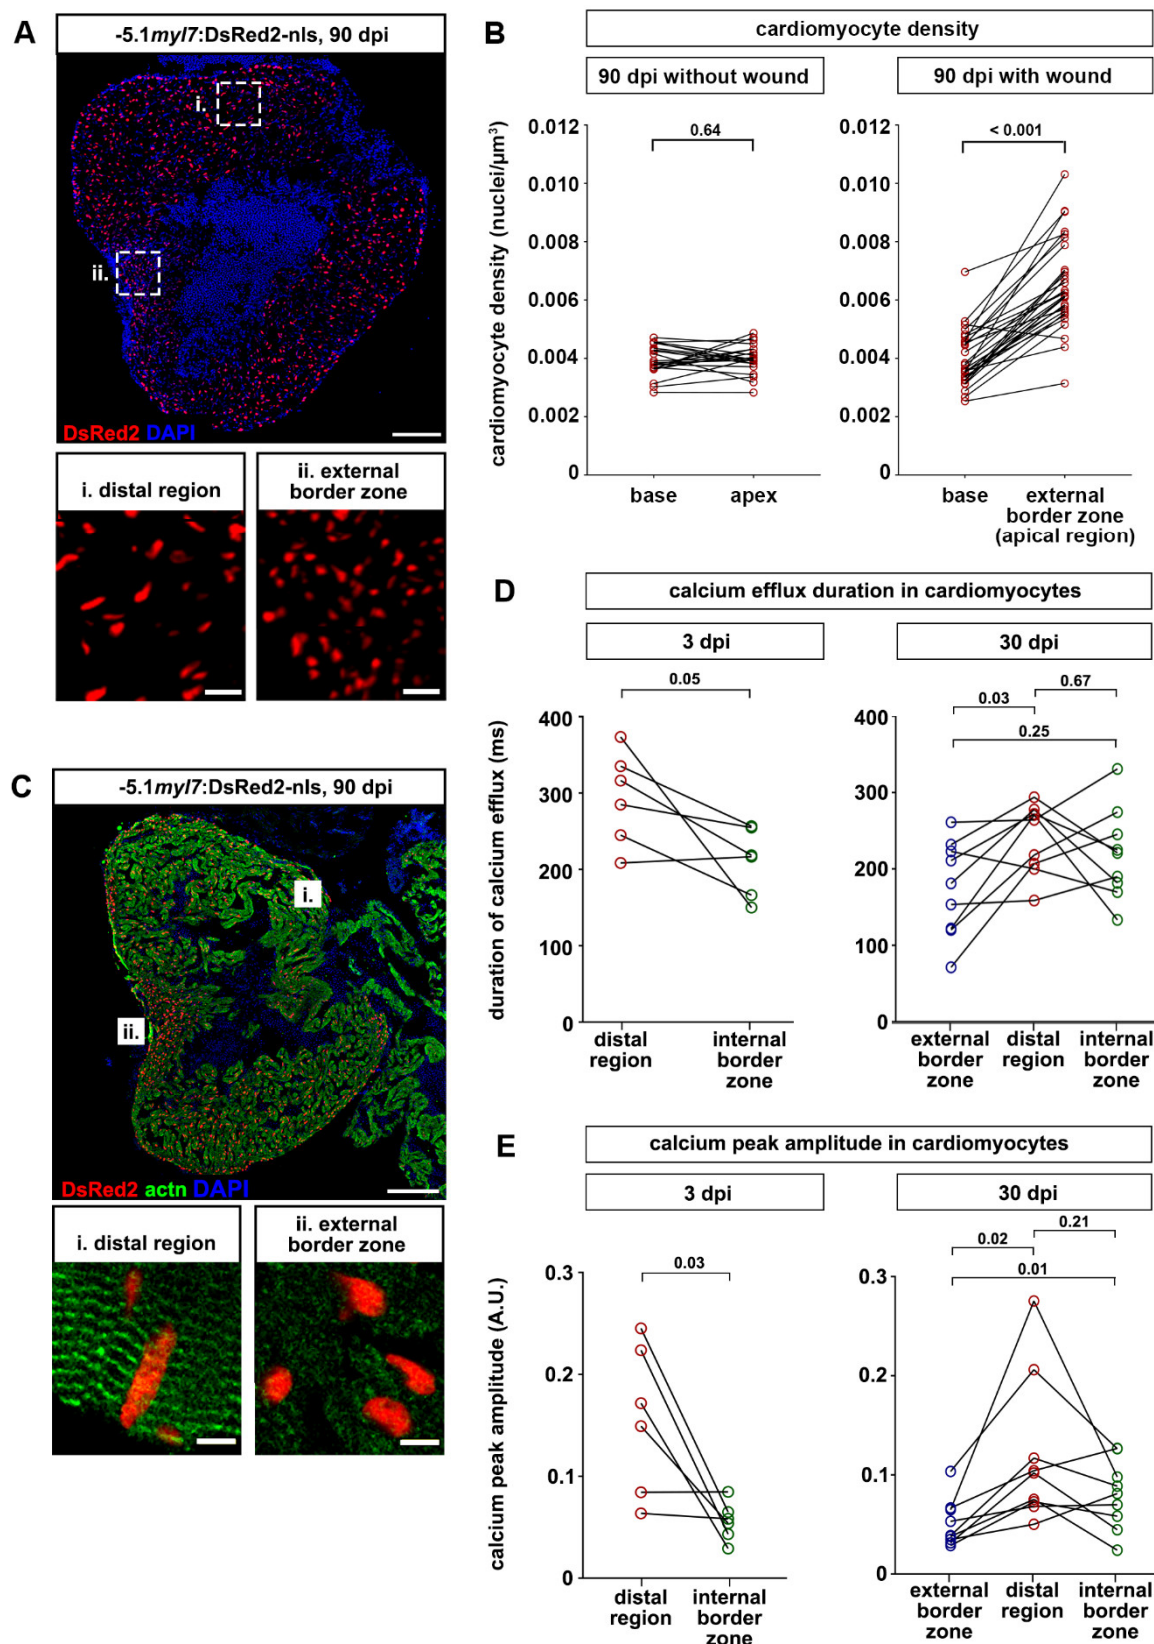 A
-5.1myl7:DsRed2-nls, 90 dpi
i.
ii.
DsRed2 DAPI
i. distal region
ii. external
border zone
B
cardiomyocyte density
90 dpi without wound
90 dpi with wound
cardiomyocyte density (nuclei/μm³)
0.012
0.010
0.008
0.006
0.004
0.002
0
0.64
base
apex
0.012
0.010
0.008
0.006
0.004
0.002
0
< 0.001
base
external
border zone
(apical region)
C
-5.1myl7:DsRed2-nls, 90 dpi
i.
ii.
DsRed2 actn DAPI
i. distal region
ii. external
border zone
D
calcium efflux duration in cardiomyocytes
3 dpi
30 dpi
duration of calcium efflux (ms)
400
300
200
100
0
0.05
distal
region
internal
border
zone
400
300
200
100
0
0.67
0.03
0.25
external
border
zone
distal
region
internal
border
zone
E
calcium peak amplitude in cardiomyocytes
3 dpi
30 dpi
calcium peak amplitude (A.U.)
0.3
0.2
0.1
0
0.03
distal
region
internal
border
zone
0.3
0.2
0.1
0
0.21
0.02
0.01
external
border
zone
distal
region
internal
border
zone